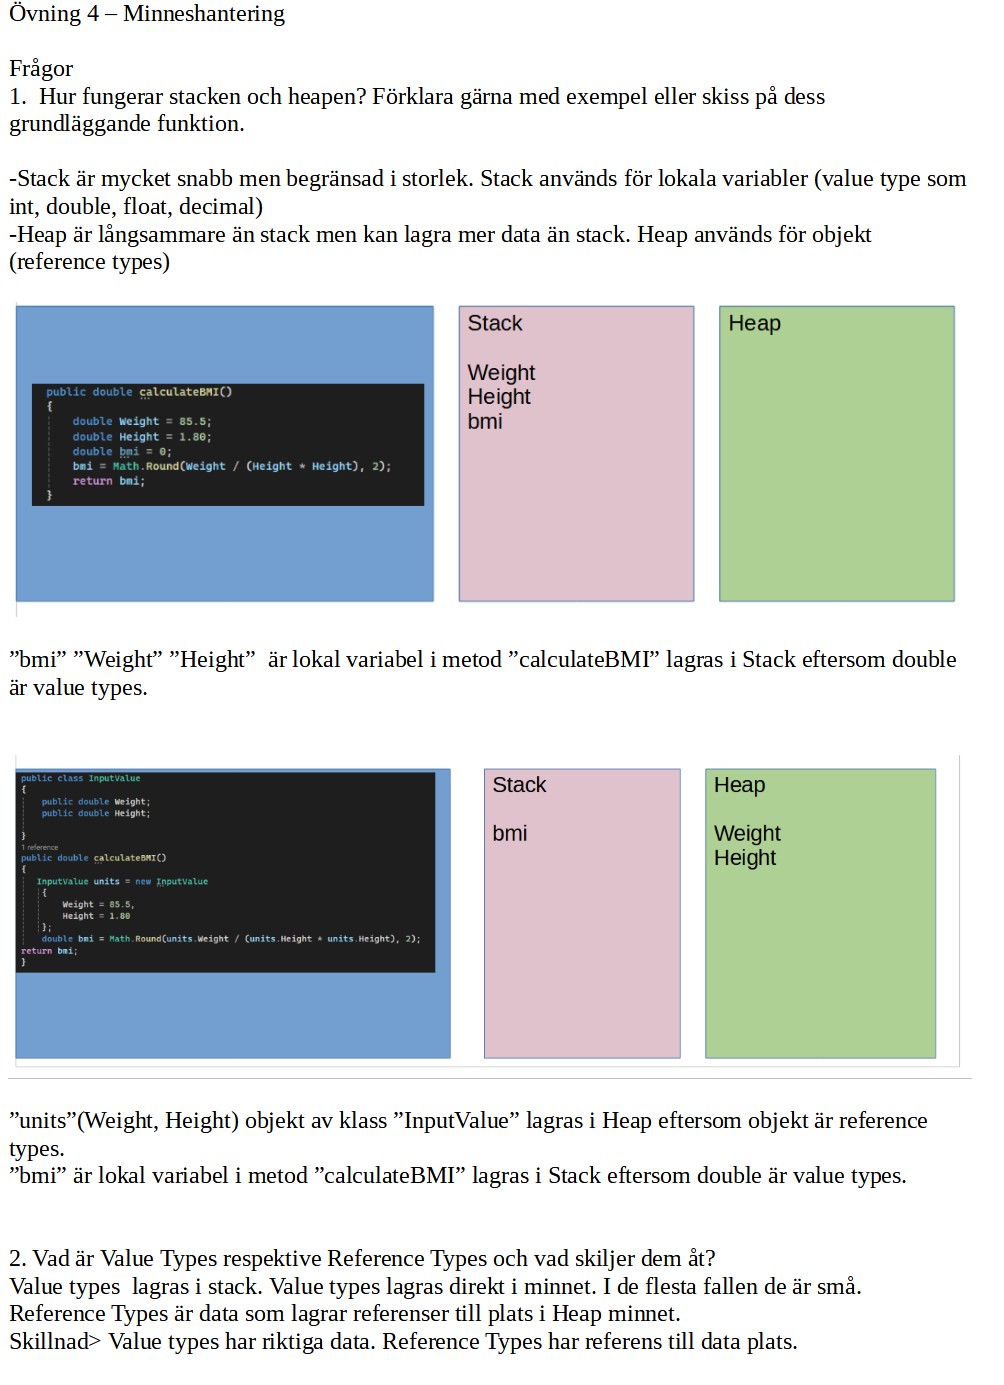 Övning 4 – Minneshantering
Frågor
1.  Hur fungerar stacken och heapen? Förklara gärna med exempel eller skiss på dess
grundläggande funktion.
-Stack är mycket snabb men begränsad i storlek. Stack används för lokala variabler (value type som
int, double, float, decimal)
-Heap är långsammare än stack men kan lagra mer data än stack. Heap används för objekt
(reference types)
public double calculateBMI()
{
double Weight = 85.5;
double Height = 1.80;
double bmi = 0;
bmi = Math.Round(Weight / (Height * Height), 2);
return bmi;
}
Stack
Weight
Height
bmi
Heap
”bmi” ”Weight” ”Height”  är lokal variabel i metod ”calculateBMI” lagras i Stack eftersom double
är value types.
public class InputValue
{
public double Weight;
public double Height;
}
1 reference
public double calculateBMI()
{
InputValue units = new InputValue
{
Weight = 85.5,
Height = 1.80
};
double bmi = Math.Round(units.Weight / (units.Height * units.Height), 2);
return bmi;
}
Stack
bmi
Heap
Weight
Height
”units”(Weight, Height) objekt av klass ”InputValue” lagras i Heap eftersom objekt är reference
types.
”bmi” är lokal variabel i metod ”calculateBMI” lagras i Stack eftersom double är value types.
2. Vad är Value Types respektive Reference Types och vad skiljer dem åt?
Value types  lagras i stack. Value types lagras direkt i minnet. I de flesta fallen de är små.
Reference Types är data som lagrar referenser till plats i Heap minnet.
Skillnad> Value types har riktiga data. Reference Types har referens till data plats.